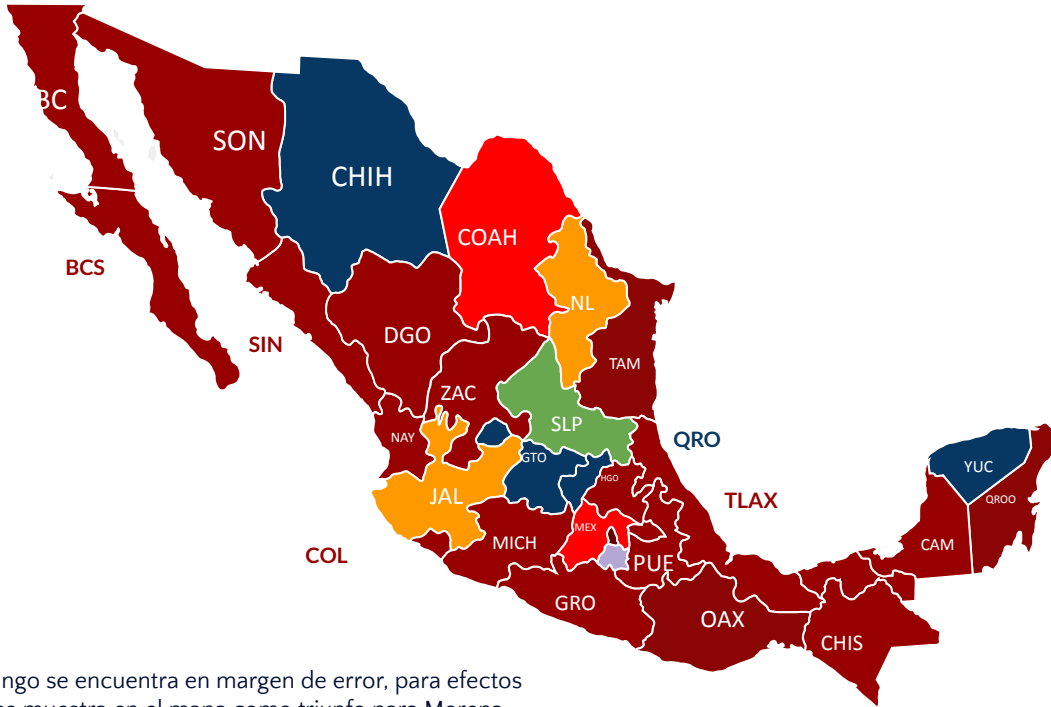 BC
SON
CHIH
COAH
BCS
NL
SIN
DGO
TAM
ZAC
SLP
NAY
QRO
GTO
YUC
HGO
JAL
QROO
TLAX
MEX
MICH
CAM
COL
PUE
GRO
OAX
CHIS
ngo se encuentra en margen de error, para efectos